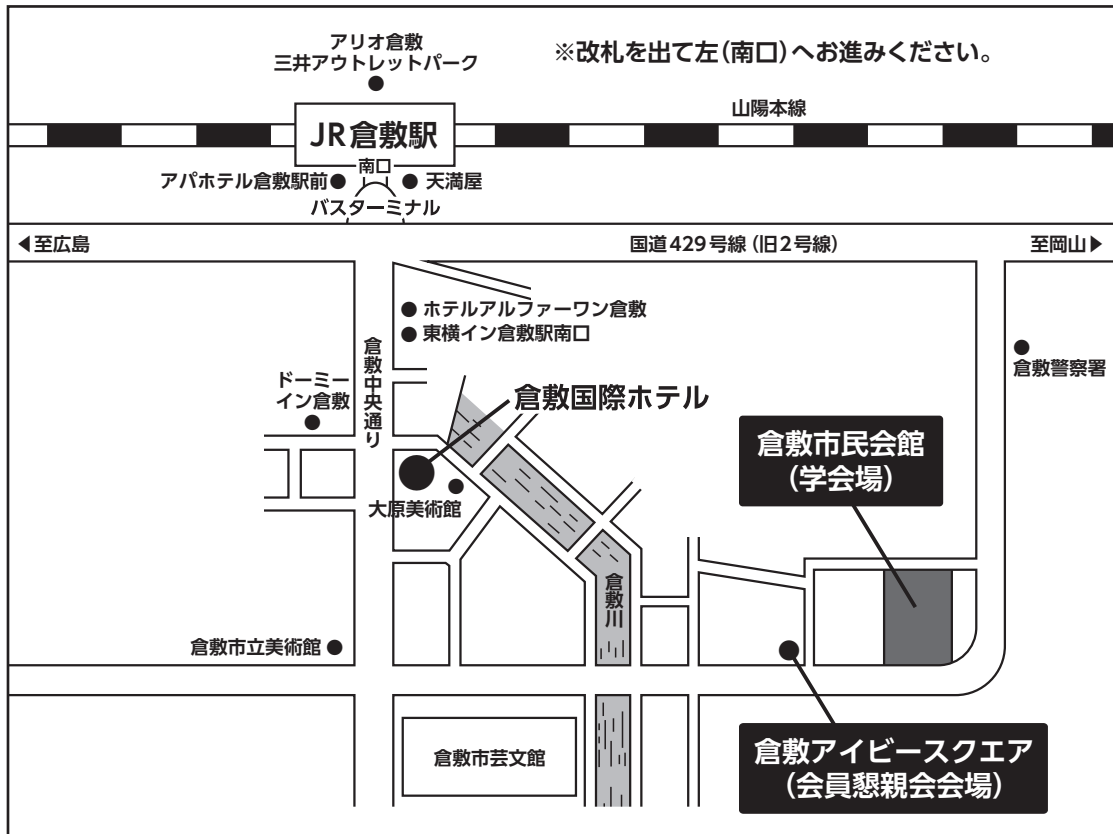 アリオ倉敷
三井アウトレットパーク
※改札を出て左(南口)へお進みください。
山陽本線
JR倉敷駅
南口
アパホテル倉敷駅前
天満屋
バスターミナル
◀至広島
国道429号線(旧2号線)
至岡山▶
ホテルアルファーワン倉敷
東横イン倉敷駅南口
倉敷中央通り
倉敷警察署
ドーミー
イン倉敷
倉敷国際ホテル
倉敷市民会館
(学会場)
大原美術館
倉敷川
倉敷市立美術館
倉敷市芸文館
倉敷アイビースクエア
(会員懇親会会場)